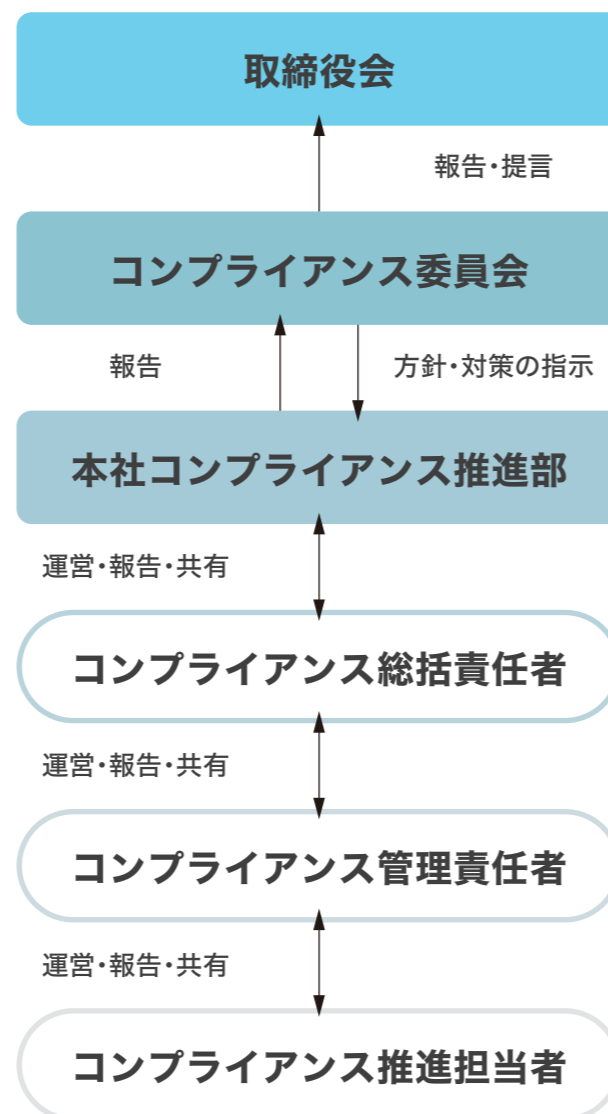 取締役会
報告・提言
コンプライアンス委員会
報告
方針・対策の指示
本社コンプライアンス推進部
運営・報告・共有
コンプライアンス総括責任者
運営・報告・共有
コンプライアンス管理責任者
運営・報告・共有
コンプライアンス推進担当者